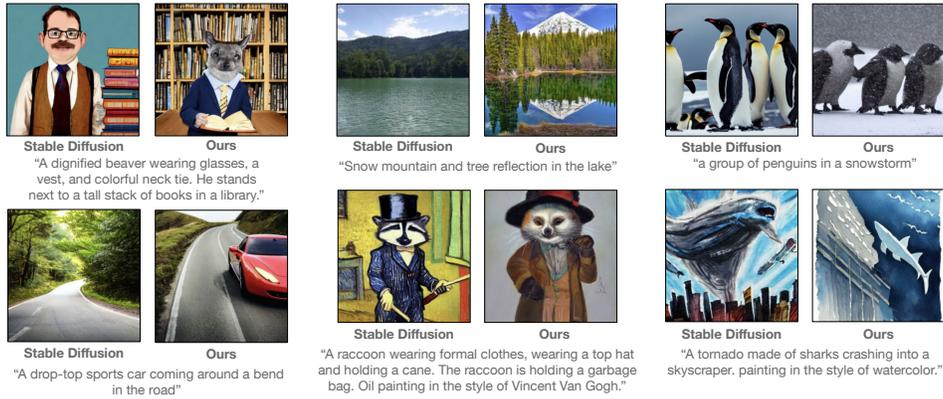 Stable Diffusion Ours
“A dignified beaver wearing glasses, a
vest, and colorful neck tie. He stands
next to a tall stack of books in a library.”
Stable Diffusion Ours
“Snow mountain and tree reflection in the lake”
Stable Diffusion Ours
“a group of penguins in a snowstorm”
Stable Diffusion Ours
“A drop-top sports car coming around a bend
in the road”
Stable Diffusion Ours
“A raccoon wearing formal clothes, wearing a top hat
and holding a cane. The raccoon is holding a garbage
bag. Oil painting in the style of Vincent Van Gogh.”
Stable Diffusion Ours
“A tornado made of sharks crashing into a
skyscraper. painting in the style of watercolor.”